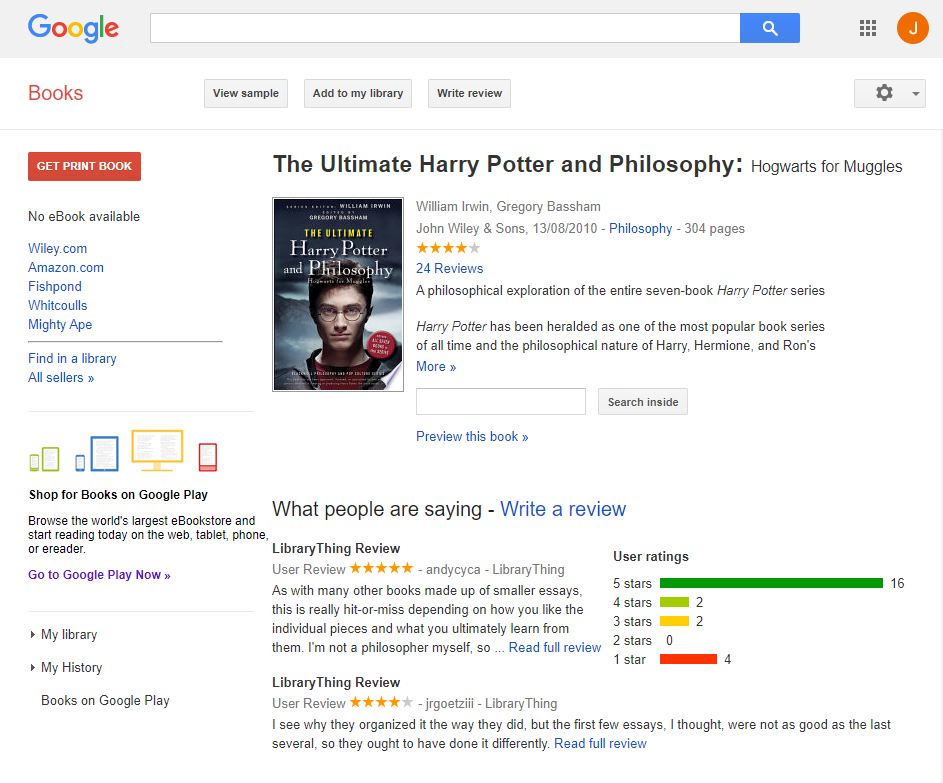 Google
J
Books
View sample
Add to my library
Write review
GET PRINT BOOK
No eBook available
Wiley.com
Amazon.com
Fishpond
Whitcoulls
Mighty Ape
Find in a library
All sellers »
Shop for Books on Google Play
Browse the world's largest eBookstore and
start reading today on the web, tablet, phone,
or ereader.
Go to Google Play Now »
My library
My History
Books on Google Play
The Ultimate Harry Potter and Philosophy: Hogwarts for Muggles
SERIES EDITOR: WILLIAM IRWIN
EDITED BY
GREGORY BASSHAM
THE ULTIMATE
Harry Potter
and Philosophy
Hogwarts for Muggles
ALL SEVEN
BOOKS IN
THE SERIES
BLACKWELL PHILOSOPHY AND POP CULTURE SERIES
William Irwin, Gregory Bassham
John Wiley & Sons, 13/08/2010 - Philosophy - 304 pages
24 Reviews
A philosophical exploration of the entire seven-book Harry Potter series
Harry Potter has been heralded as one of the most popular book series
of all time and the philosophical nature of Harry, Hermione, and Ron's
More »
Search inside
Preview this book »
What people are saying - Write a review
LibraryThing Review
User Review - andycyca - LibraryThing
As with many other books made up of smaller essays,
this is really hit-or-miss depending on how you like the
individual pieces and what you ultimately learn from
them. I'm not a philosopher myself, so ... Read full review
User ratings
5 stars 16
4 stars 2
3 stars 2
2 stars 0
1 star 4
LibraryThing Review
User Review - jrgoetziii - LibraryThing
I see why they organized it the way they did, but the first few essays, I thought, were not as good as the last
several, so they ought to have done it differently. Read full review